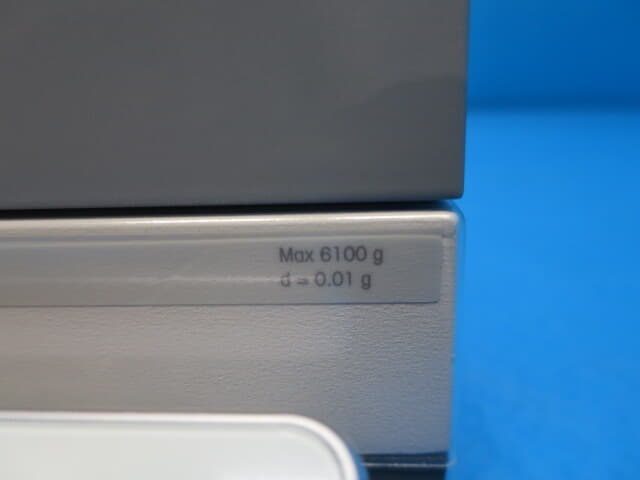 Max 6100 g
d = 0.01 g